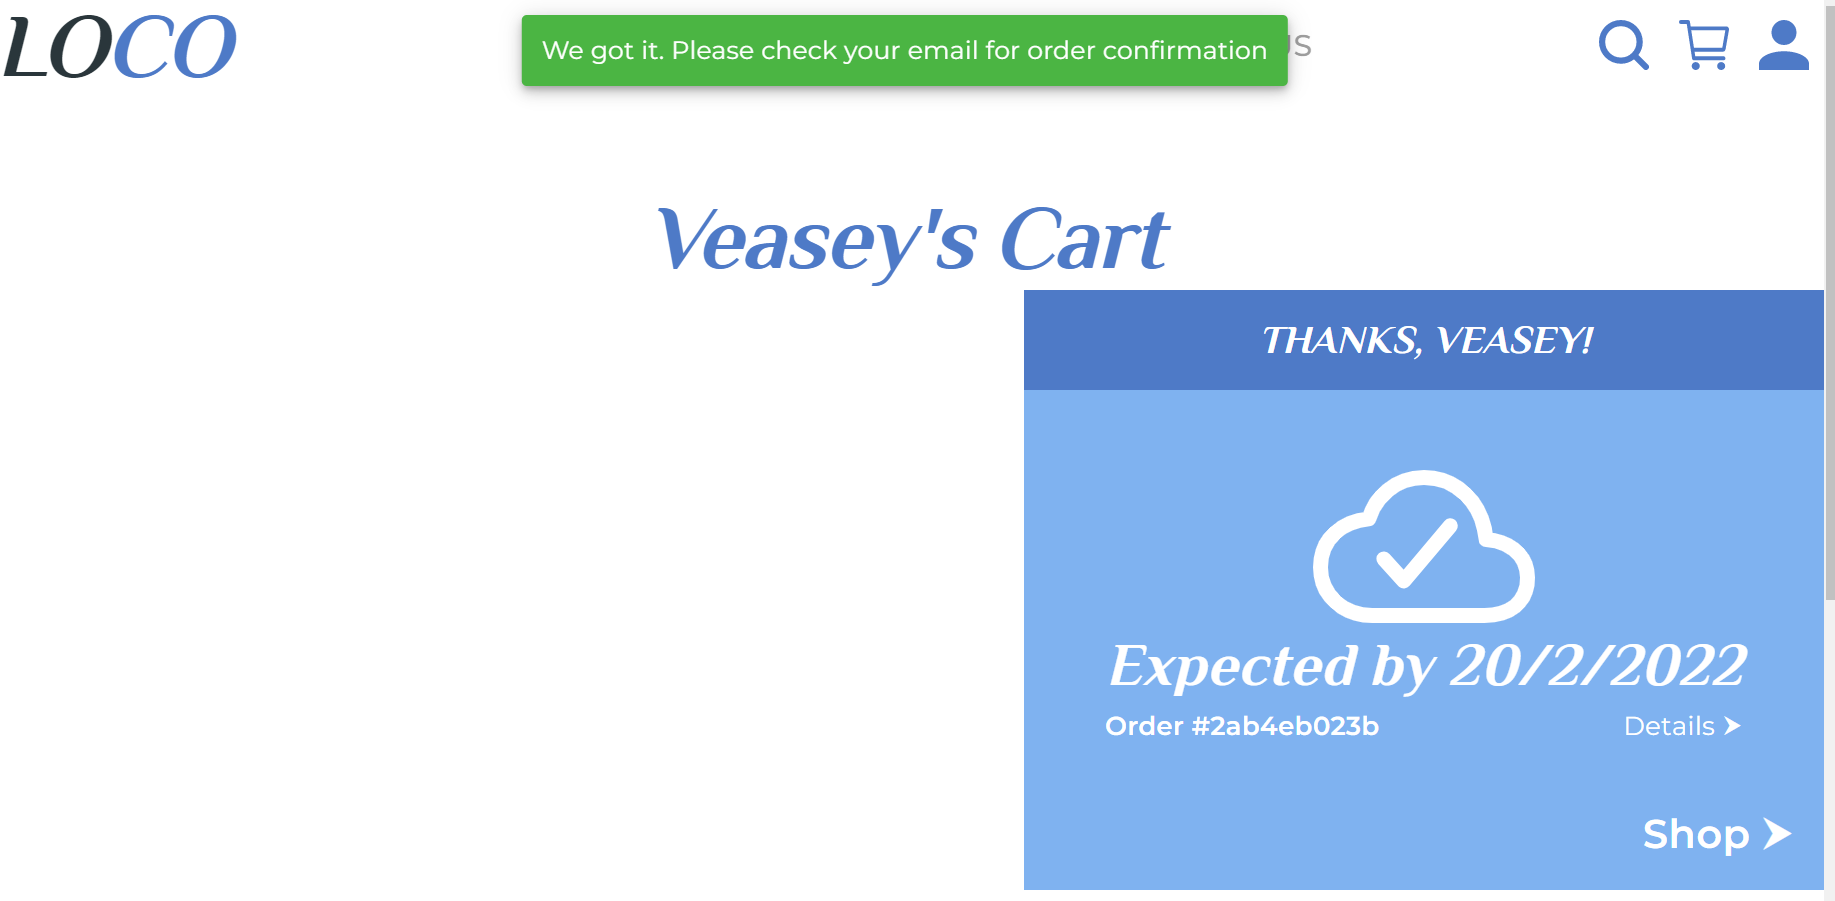 LOCO
We got it. Please check your email for order confirmation
US
Veasey's Cart
THANKS, VEASEY!
Expected by 20/2/2022
Order #2ab4eb023b
Details ➤
Shop ➤